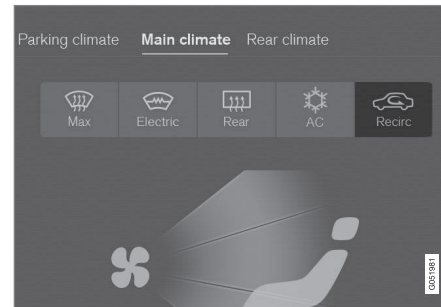 Parking climate Main climate Rear climate
Max Electric Rear AC Recirc
G051981